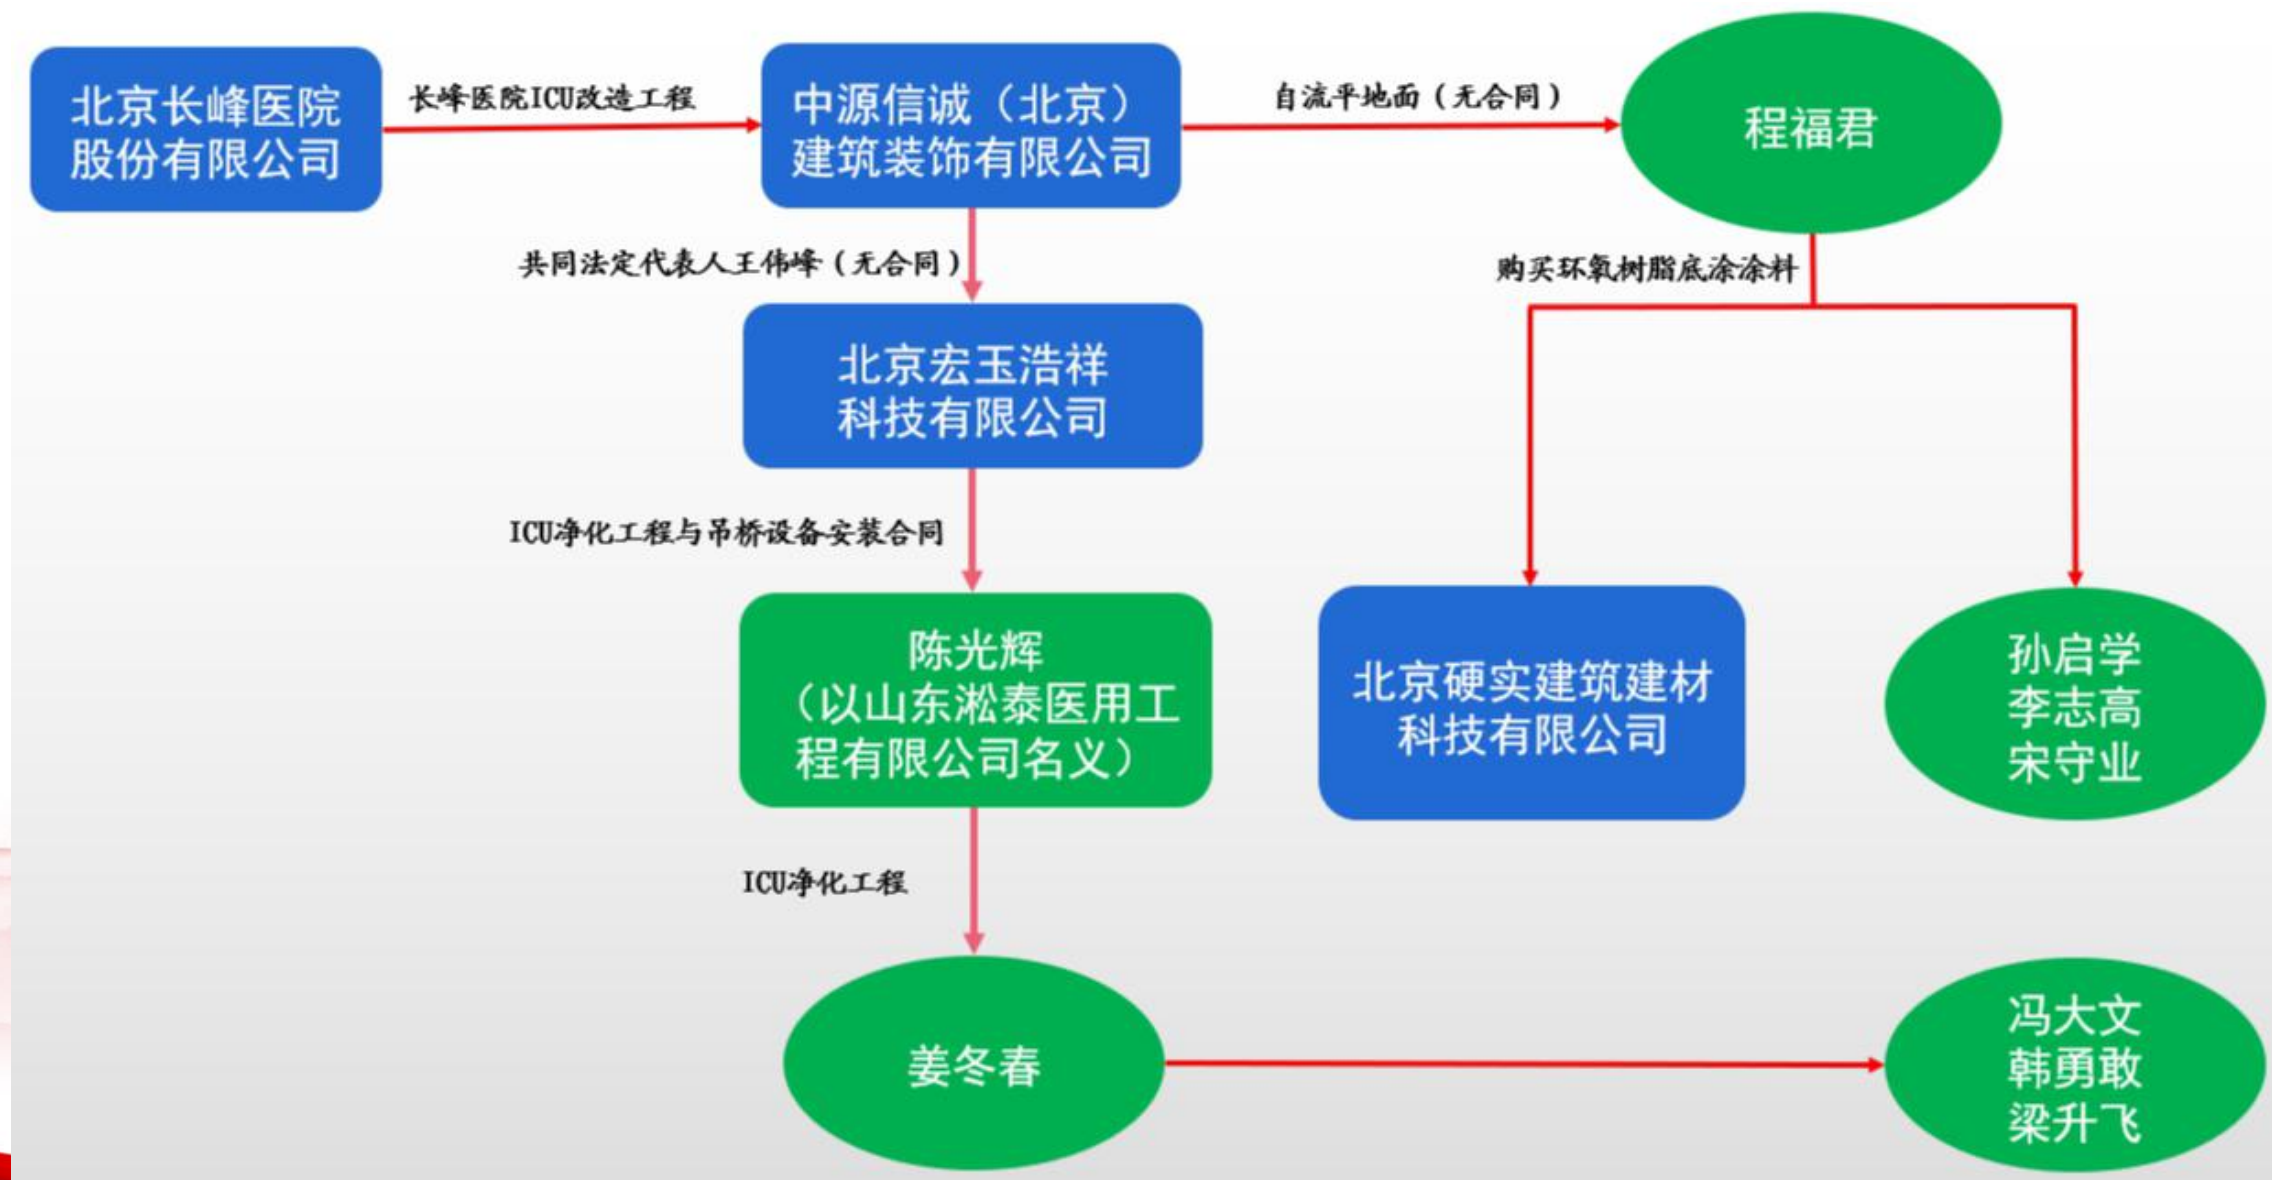 北京长峰医院
股份有限公司
长峰医院ICU改造工程
中源信诚（北京）
建筑装饰有限公司
自流平地面（无合同）
程福君
共同法定代表人王伟峰（无合同）
购买环氧树脂底涂涂料
北京宏玉浩祥
科技有限公司
ICU净化工程与吊桥设备安装合同
陈光辉
（以山东淞泰医用工
程有限公司名义）
北京硬实建筑建材
科技有限公司
孙启学
李志高
宋守业
ICU净化工程
姜冬春
冯大文
韩勇敢
梁升飞